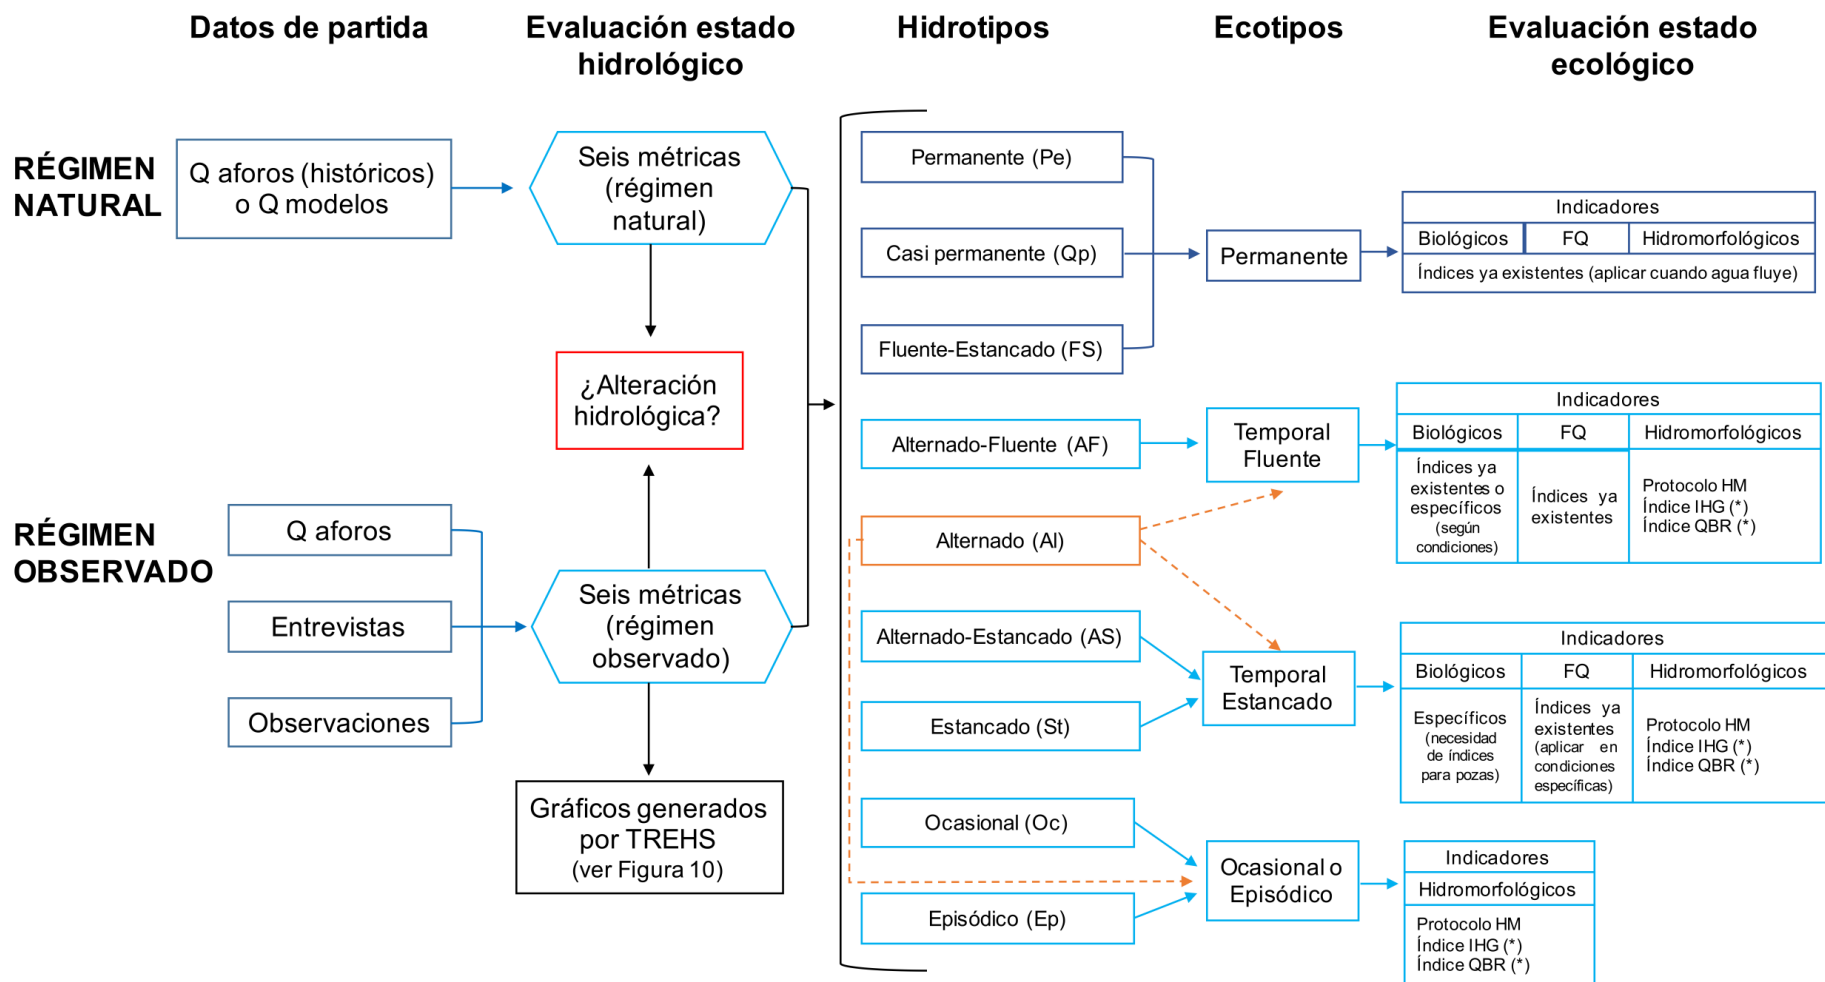 Datos de partida
Evaluación estado
hidrológico
Hidrotipos
Ecotipos
Evaluación estado
ecológico
RÉGIMEN
NATURAL
Q aforos (históricos)
o Q modelos
Seis métricas
(régimen
natural)
¿Alteración
hidrológica?
RÉGIMEN
OBSERVADO
Q aforos
Entrevistas
Observaciones
Seis métricas
(régimen
observado)
Gráficos generados
por TREHS
(ver Figura 10)
Permanente (Pe)
Casi permanente (Qp)
Fluente-Estancado (FS)
Alternado-Fluente (AF)
Alternado (Al)
Alternado-Estancado (AS)
Estancado (St)
Ocasional (Oc)
Episódico (Ep)
Permanente
Temporal
Fluente
Temporal
Estancado
Ocasional o
Episódico
Indicadores
Biológicos
FQ
Hidromorfológicos
Índices ya existentes (aplicar cuando agua fluye)
Indicadores
Biológicos
FQ
Hidromorfológicos
Índices ya
existentes o
específicos
(según
condiciones)
Índices ya
existentes
Protocolo HM
Índice IHG (*)
Índice QBR (*)
Indicadores
Biológicos
FQ
Hidromorfológicos
Específicos
(necesidad
de índices
para pozas)
Índices ya
existentes
(aplicar en
condiciones
específicas)
Protocolo HM
Índice IHG (*)
Índice QBR (*)
Indicadores
Hidromorfológicos
Protocolo HM
Índice IHG (*)
Índice QBR (*)